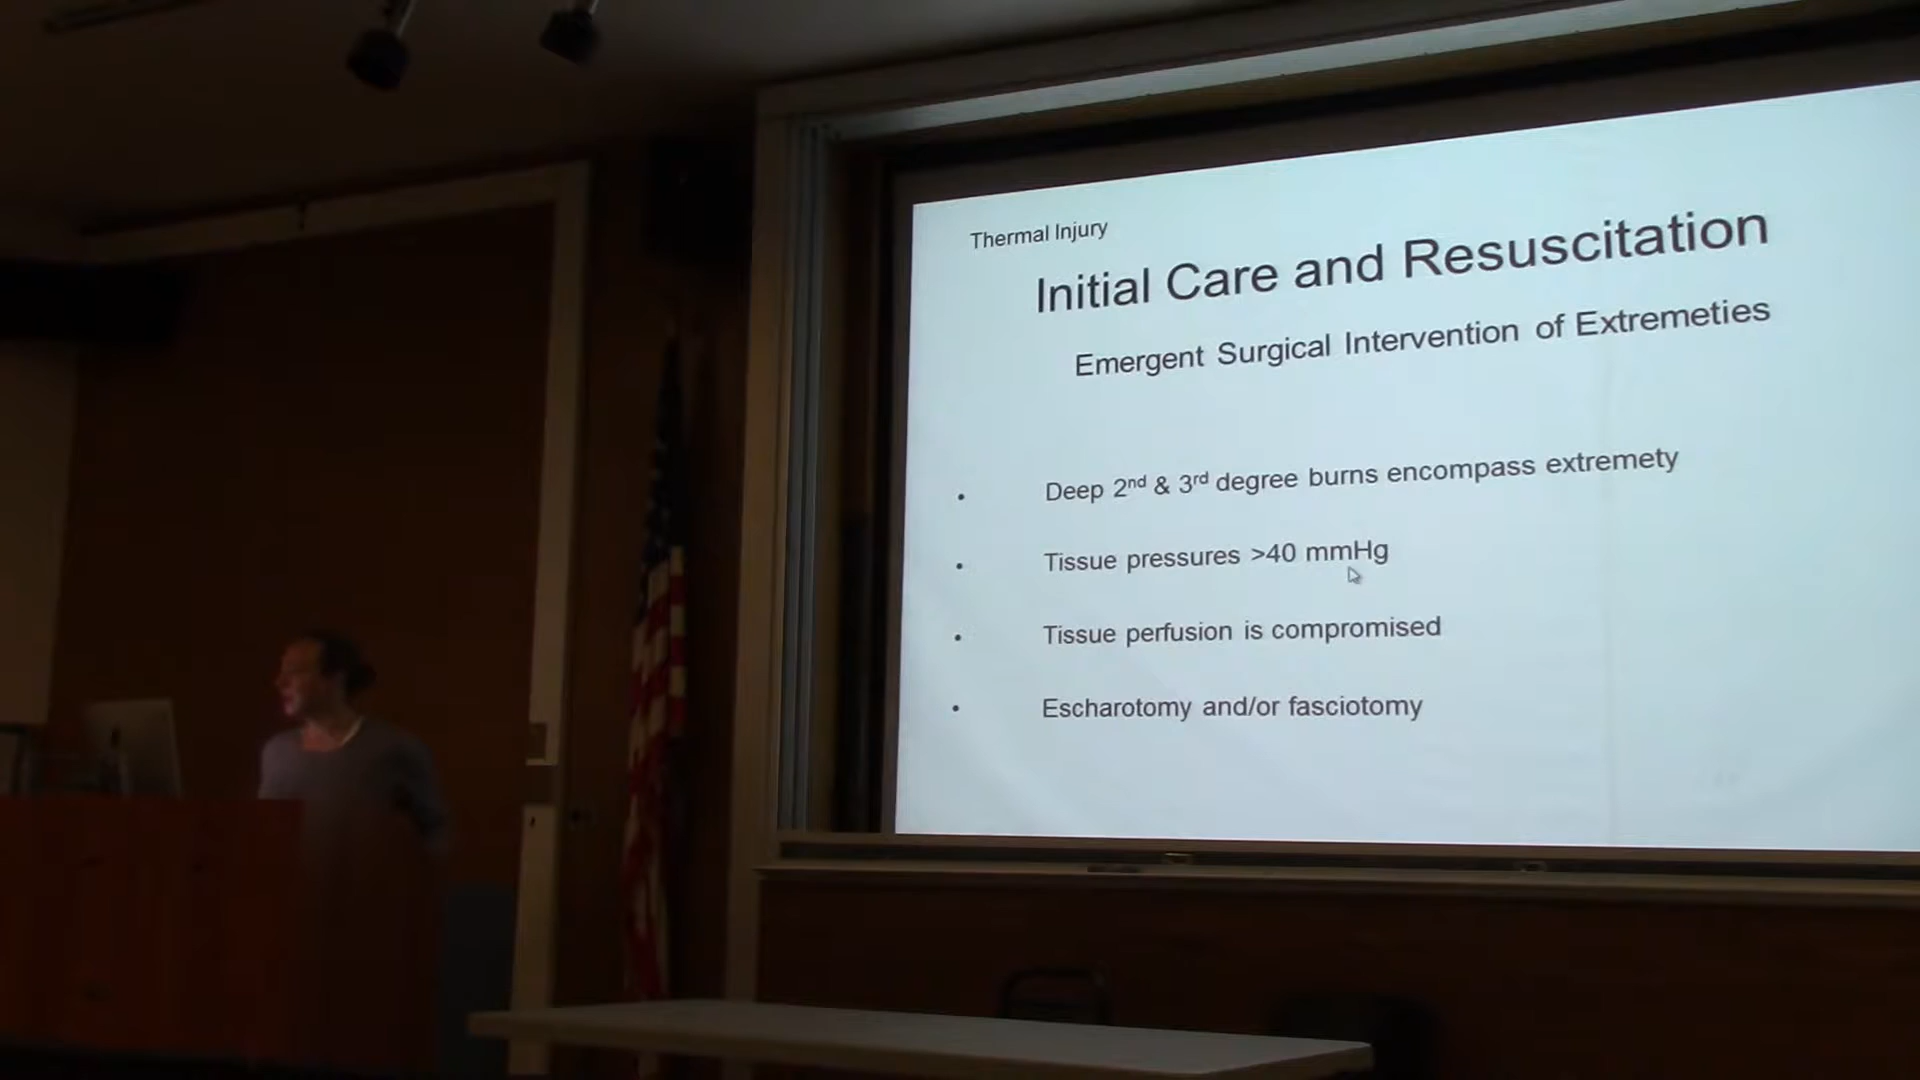 Thermal Injury
Initial Care and Resuscitation
Emergent Surgical Intervention of Extremeties
• Deep 2nd & 3rd degree burns encompass extremety
• Tissue pressures >40 mmHg
• Tissue perfusion is compromised
• Escharotomy and/or fasciotomy